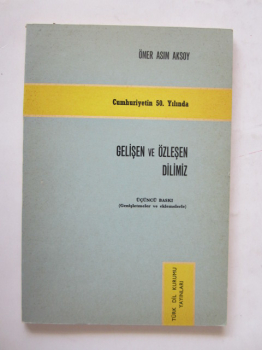 ÖMER ASIM AKSOY
Cumhuriyetin 50. Yılında
GELİŞEN VE ÖZLEŞEN
DİLİMİZ
ÜÇÜNCÜ BASKI
(Genişletmeler ve eklemelerle)
TÜRK DİL KURUMU
YAYINLARI